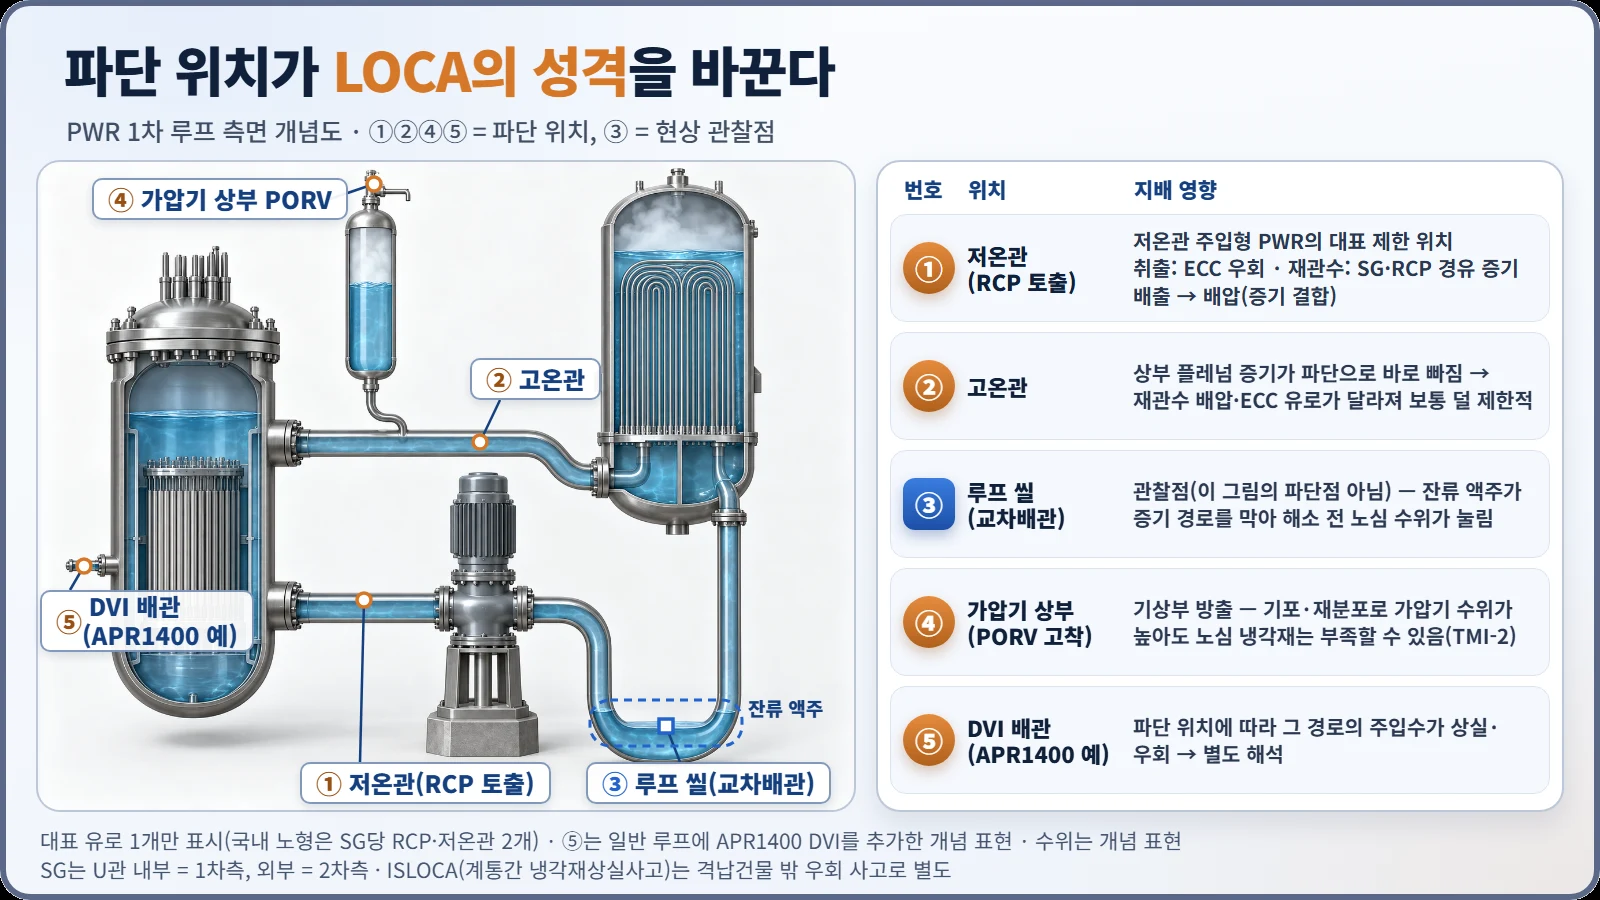 파단 위치가 LOCA의 성격을 바꾼다
PWR 1차 루프 측면 개념도 · ①②④⑤ = 파단 위치, ③ = 현상 관찰점
④ 가압기 상부 PORV
② 고온관
⑤ DVI 배관
(APR1400 예)
잔류 액주
① 저온관(RCP 토출)
③ 루프 씰(교차배관)
번호 위치 지배 영향
① 저온관
(RCP 토출)
저온관 주입형 PWR의 대표 제한 위치
취출: ECC 우회 · 재관수: SG·RCP 경유 증기
배출 → 배압(증기 결합)
② 고온관
상부 플레넘 증기가 파단으로 바로 빠짐 →
재관수 배압·ECC 유로가 달라져 보통 덜 제한적
③ 루프 씰
(교차배관)
관찰점(이 그림의 파단점 아님) — 잔류 액주가
증기 경로를 막아 해소 전 노심 수위가 눌림
④ 가압기 상부
(PORV 고착)
기상부 방출 — 기포·재분포로 가압기 수위가
높아도 노심 냉각재는 부족할 수 있음(TMI-2)
⑤ DVI 배관
(APR1400 예)
파단 위치에 따라 그 경로의 주입수가 상실·
우회 → 별도 해석
대표 유로 1개만 표시(국내 노형은 SG당 RCP·저온관 2개) · ⑤는 일반 루프에 APR1400 DVI를 추가한 개념 표현 · 수위는 개념 표현
SG는 U관 내부 = 1차측, 외부 = 2차측 · ISLOCA(계통간 냉각재상실사고)는 격납건물 밖 우회 사고로 별도